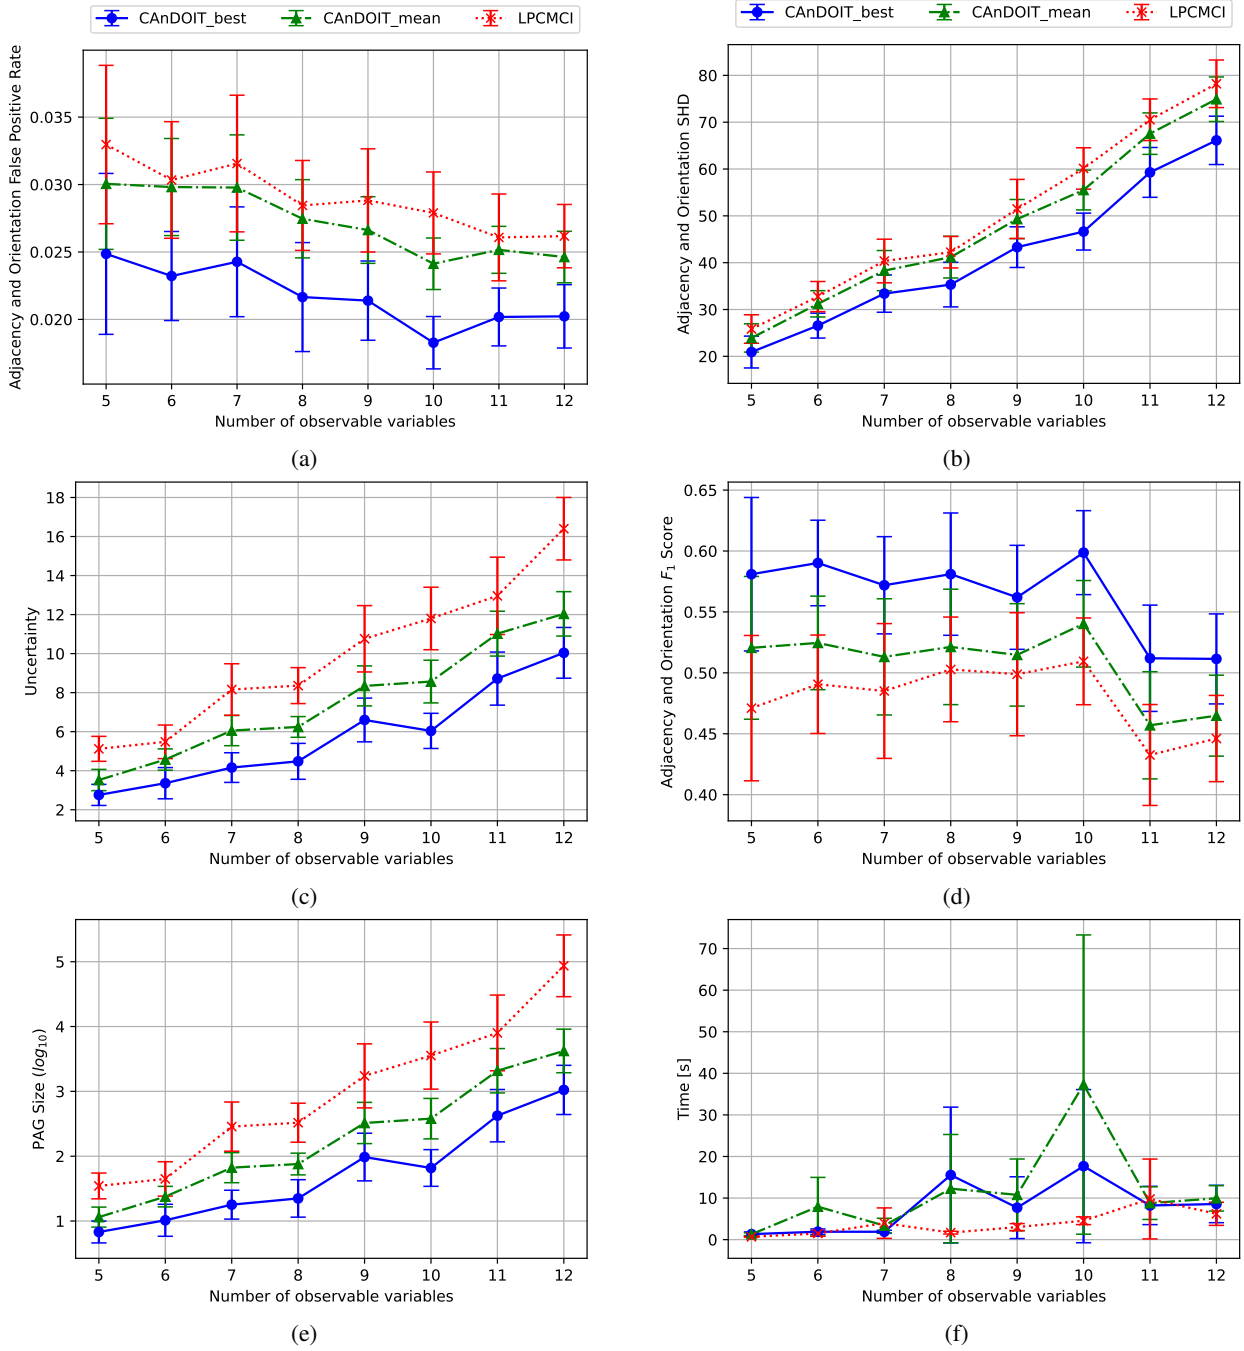 CAnDOIT_best CAnDOIT_mean LPCMCI
Adjacency and Orientation False Positive Rate
0.035
0.030
0.025
0.020
5 6 7 8 9 10 11 12
Number of observable variables
(a)
CAnDOIT_best CAnDOIT_mean LPCMCI
Adjacency and Orientation SHD
80
70
60
50
40
30
20
5 6 7 8 9 10 11 12
Number of observable variables
(b)
Uncertainty
18
16
14
12
10
8
6
4
2
5 6 7 8 9 10 11 12
Number of observable variables
(c)
Adjacency and Orientation F1 Score
0.65
0.60
0.55
0.50
0.45
0.40
5 6 7 8 9 10 11 12
Number of observable variables
(d)
PAG Size (log10)
5
4
3
2
1
5 6 7 8 9 10 11 12
Number of observable variables
(e)
Time [s]
70
60
50
40
30
20
10
0
5 6 7 8 9 10 11 12
Number of observable variables
(f)